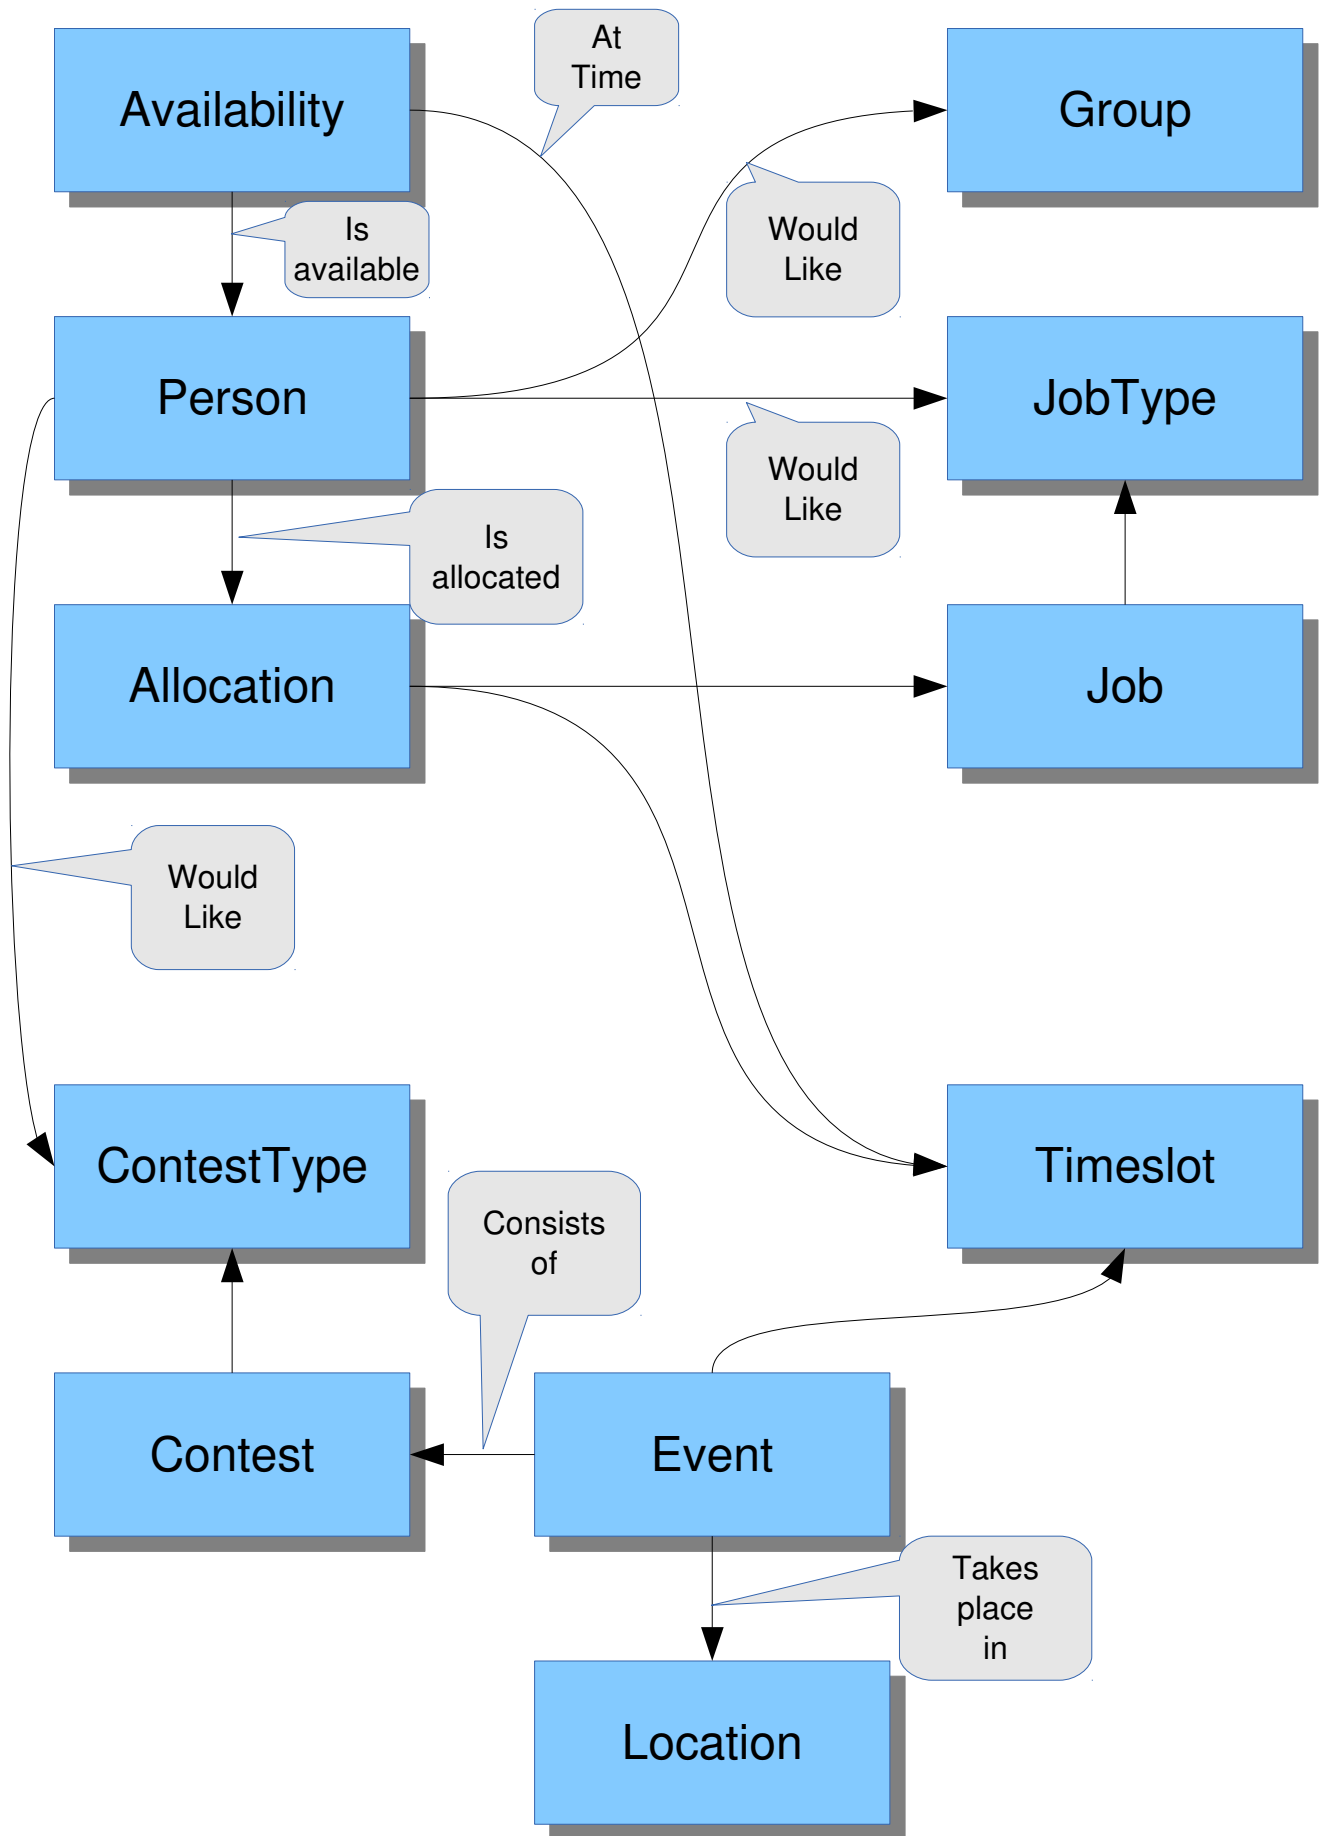 Availability
At
Time
Group
Is
available
Would
Like
Person
JobType
Would
Like
Is
allocated
Allocation
Job
Would
Like
ContestType
Timeslot
Consists
of
Contest
Event
Takes
place
in
Location